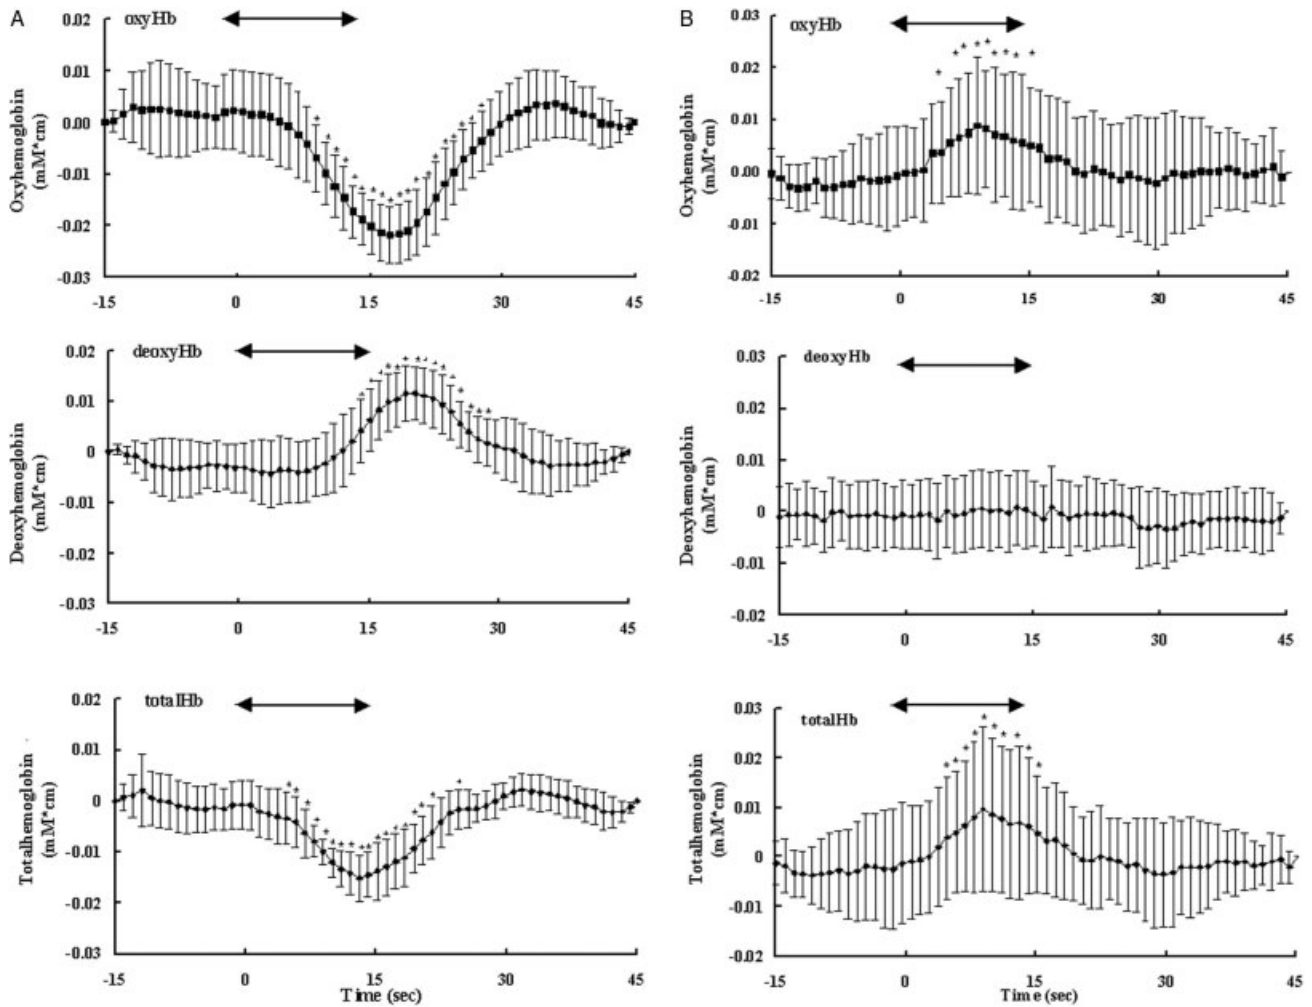 A
oxyHb
0.02
0.01
0.00
-0.01
-0.02
-0.03
Oxyhemoglobin
(mM*cm)
-15 0 15 30 45
deoxyHb
0.02
0.01
0
-0.01
-0.02
-0.03
Deoxyhemoglobin
(mM*cm)
-15 0 15 30 45
totalHb
0.02
0.01
0
-0.01
-0.02
-0.03
Totalhemoglobin
(mM*cm)
-15 0 15 30 45
Time (sec)
B
oxyHb
0.03
0.02
0.01
0.00
-0.01
-0.02
Oxyhemoglobin
(mM*cm)
-15 0 15 30 45
deoxyHb
0.03
0.02
0.01
0
-0.01
-0.02
Deoxyhemoglobin
(mM*cm)
-15 0 15 30 45
totalHb
0.03
0.02
0.01
0
-0.01
-0.02
Totalhemoglobin
(mM*cm)
-15 0 15 30 45
Time (sec)